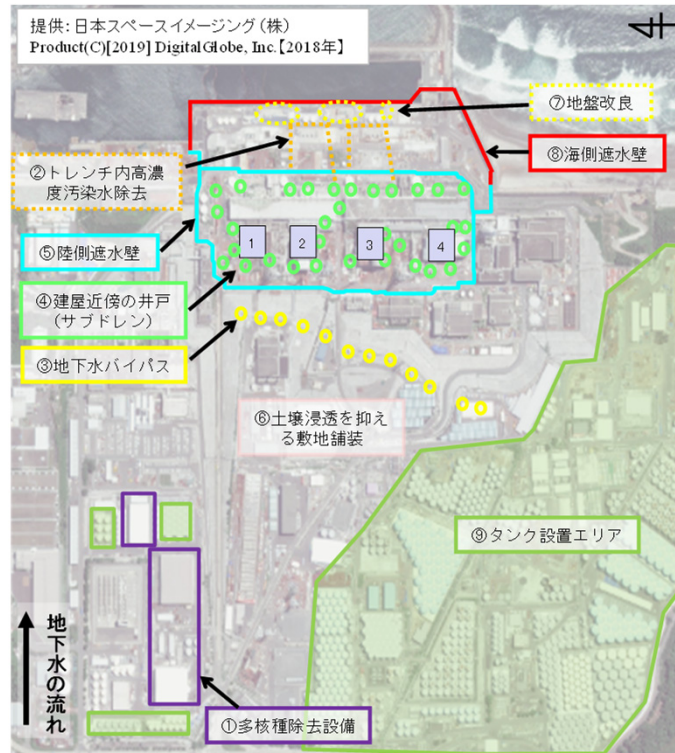 提供：日本スペースイメージング（株）
Product(C)[2019] DigitalGlobe, Inc.【2018年】
⑦地盤改良
②トレンチ内高濃
度汚染水除去
⑧海側遮水壁
⑤陸側遮水壁
1
2
3
4
④建屋近傍の井戸
（サブドレン）
③地下水バイパス
⑥土壌浸透を抑え
る敷地舗装
⑨タンク設置エリア
地下水の流れ
①多核種除去設備